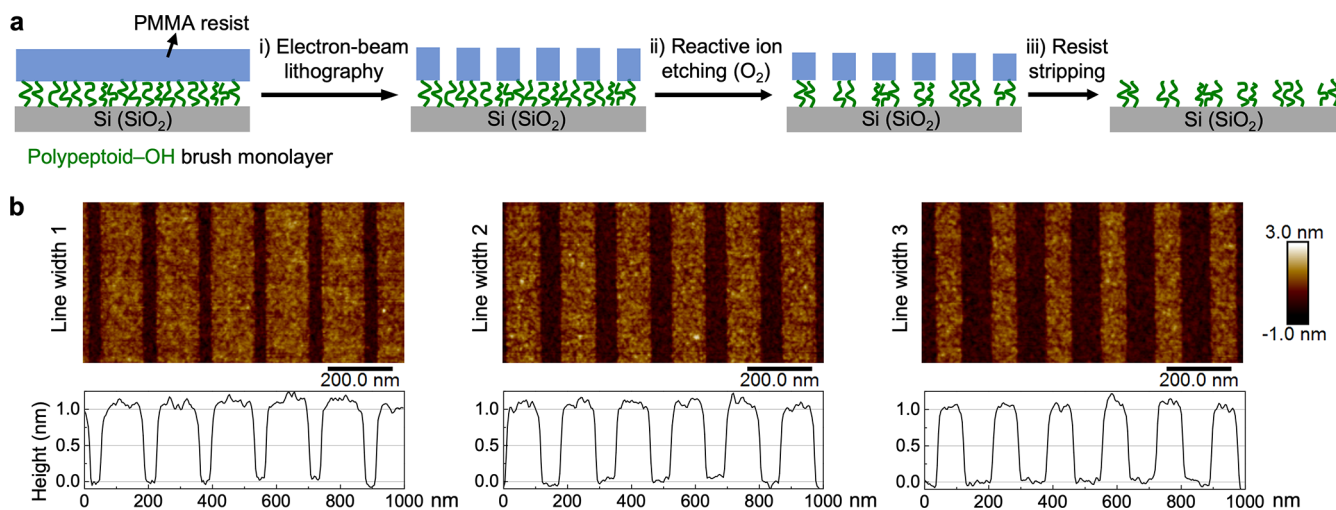 a
PMMA resist
i) Electron-beam
lithography
ii) Reactive ion
etching (O2)
iii) Resist
stripping
Si (SiO2)
Si (SiO2)
Si (SiO2)
Si (SiO2)
Polypeptoid–OH brush monolayer
b
Line width 1
Line width 2
Line width 3
3.0 nm
-1.0 nm
200.0 nm
200.0 nm
200.0 nm
Height (nm)
1.0
0.5
0.0
0 200 400 600 800 1000 nm
1.0
0.5
0.0
0 200 400 600 800 1000 nm
1.0
0.5
0.0
0 200 400 600 800 1000 nm